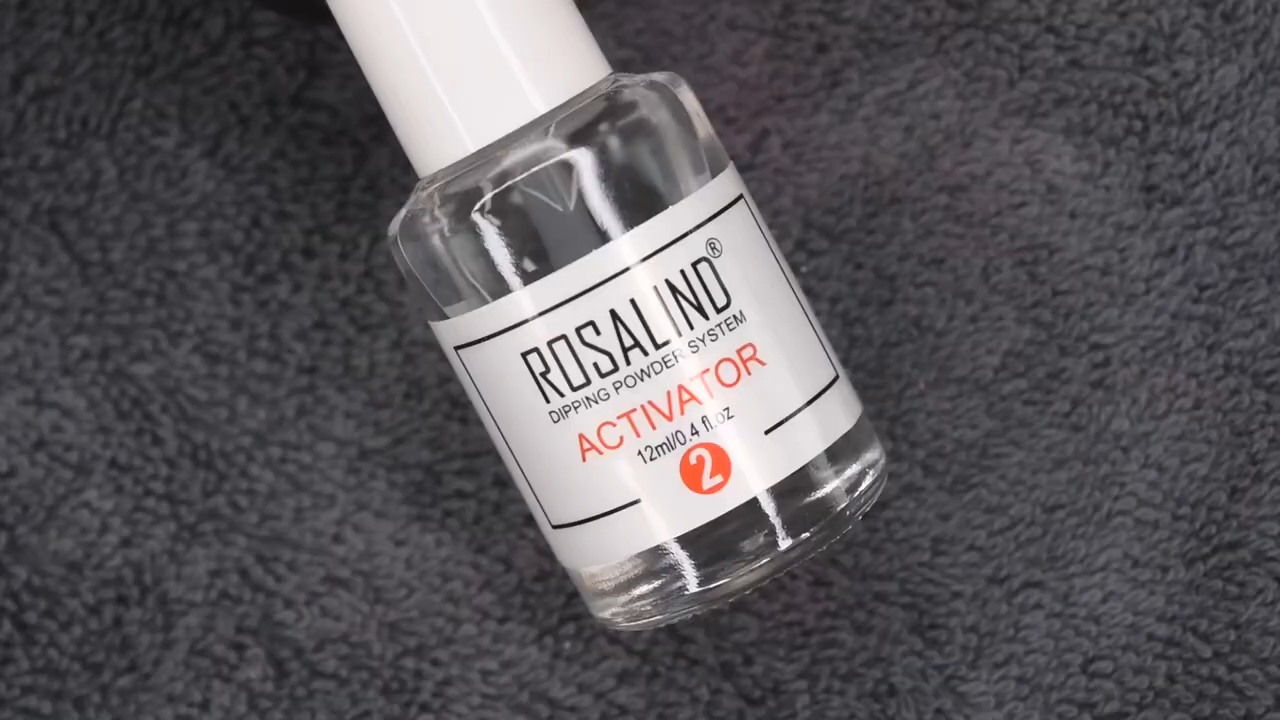 ROSALIND®
DIPPING POWDER SYSTEM
ACTIVATOR
12ml/0.4 fl.oz
2